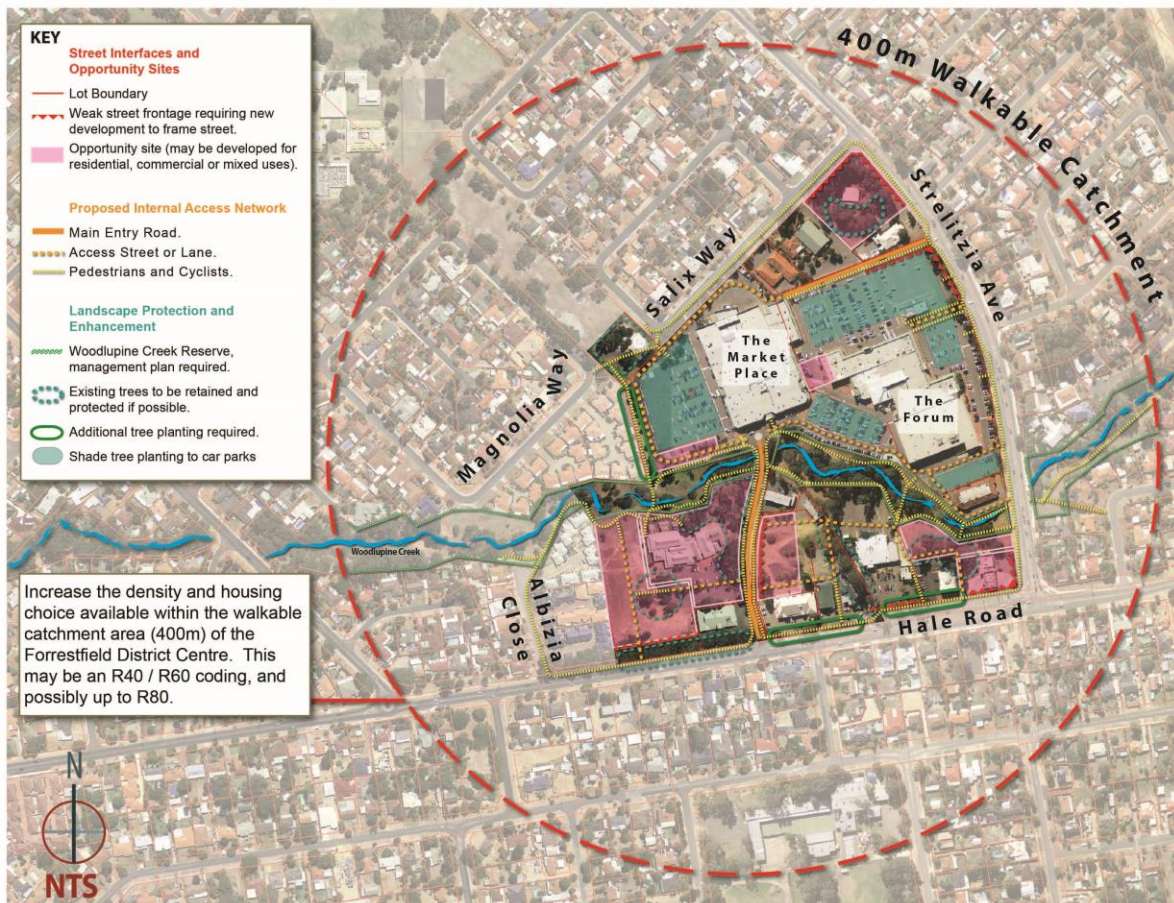 KEY
Street Interfaces and
Opportunity Sites
Lot Boundary
Weak street frontage requiring new
development to frame street.
Opportunity site (may be developed for
residential, commercial or mixed uses).
Proposed Internal Access Network
Main Entry Road.
Access Street or Lane.
Pedestrians and Cyclists.
Landscape Protection and
Enhancement
Woodlupine Creek Reserve,
management plan required.
Existing trees to be retained and
protected if possible.
Additional tree planting required.
Shade tree planting to car parks
400m Walkable Catchment
Strelitzia Ave
Salix Way
Magnolia Way
The
Market
Place
The
Forum
Woodlupine Creek
Albizia
Close
Hale Road
Increase the density and housing
choice available within the walkable
catchment area (400m) of the
Forrestfield District Centre. This
may be an R40 / R60 coding, and
possibly up to R80.
N
NTS